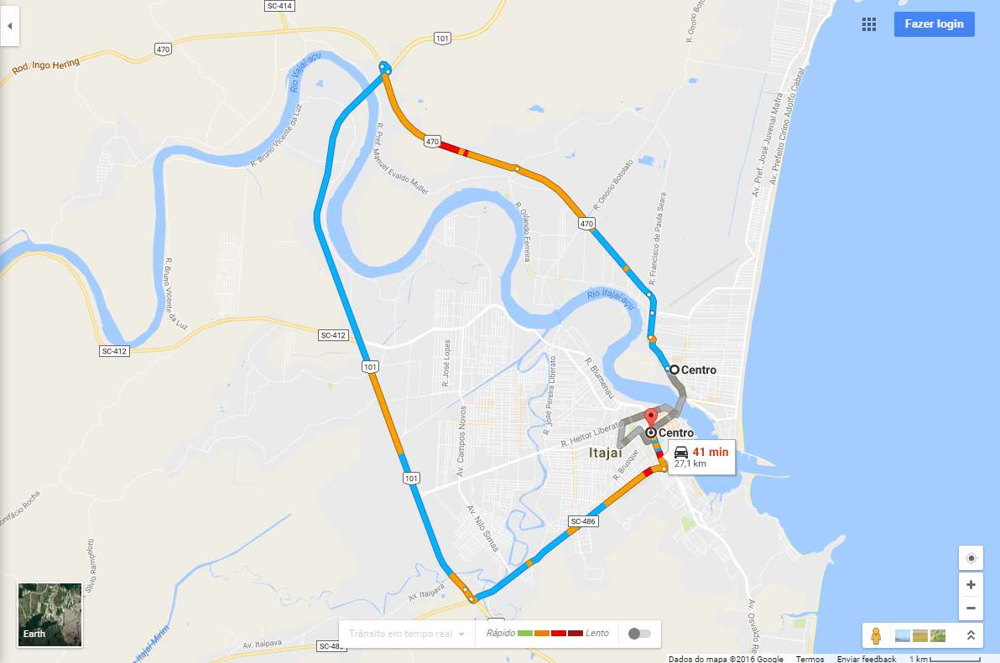 SC-414
Fazer login
101
470
Rod. Ingo Hering
R. Onorio Bo
Rio Itajaí-açu
Av. Pref. José Juvenal Mafra
Av. Prefeito Cirino Adolfo Cabral
R. Bruno Vicente da Luz
R. Pref. Manuel Evaldo Muller
470
R. Onorio Botolato
R. Orlando Ferreira
R. Francisco de Paula Seara
470
R. Bruno Vicente da Luz
Rio Itajaí-açu
SC-412
SC-412
101
Centro
R. José Lopes
R. José Pereira Liberato
R. Blumenau
Av. Campos Novos
R. Heitor Liberato
Centro
Itajaí
41 min
27,1 km
R. Brusque
101
onifácio Rocha
SC-486
Av. Nilo Simas
R. Silvio Rampelotti
Av. Itaipava
Av. Osvaldo Re
Earth
Itajaí-Mirim
Av. Itaipava
SC-486
Trânsito em tempo real
Rápido
Lento
Dados do mapa ©2016 Google
Termos
Enviar feedback
1 km